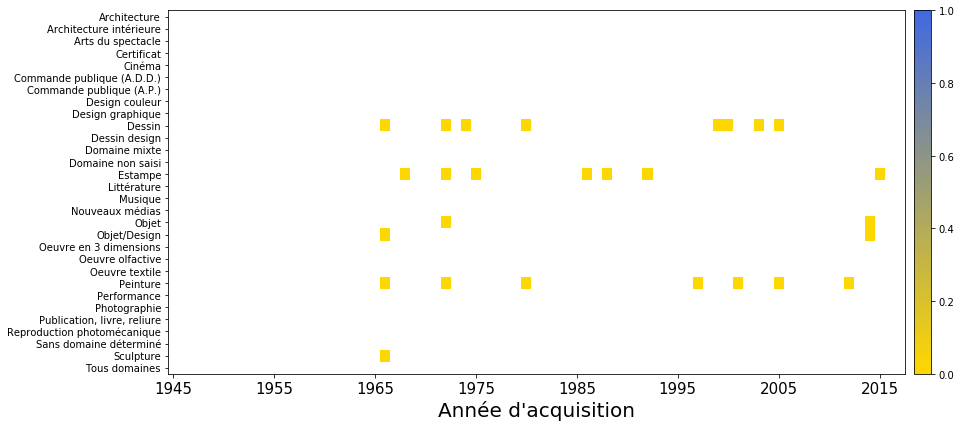 Architecture
Architecture intérieure
Arts du spectacle
Certificat
Cinéma
Commande publique (A.D.D.)
Commande publique (A.P.)
Design couleur
Design graphique
Dessin
Dessin design
Domaine mixte
Domaine non saisi
Estampe
Littérature
Musique
Nouveaux médias
Objet
Objet/Design
Oeuvre en 3 dimensions
Oeuvre olfactive
Oeuvre textile
Peinture
Performance
Photographie
Publication, livre, reliure
Reproduction photomécanique
Sans domaine déterminé
Sculpture
Tous domaines
1945 1955 1965 1975 1985 1995 2005 2015
Année d'acquisition
1.0
0.8
0.6
0.4
0.2
0.0